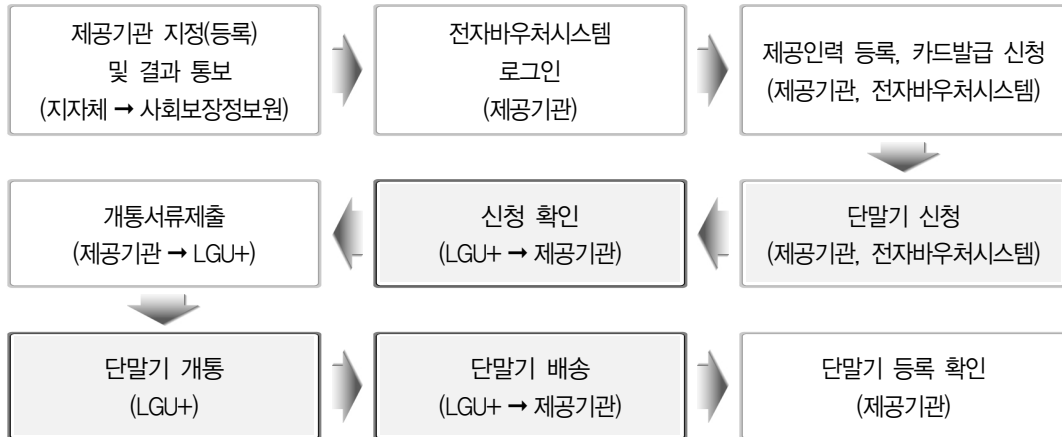 제공기관 지정(등록)
및 결과 통보
(지자체 → 사회보장정보원)
전자바우처시스템
로그인
(제공기관)
제공인력 등록, 카드발급 신청
(제공기관, 전자바우처시스템)
단말기 신청
(제공기관, 전자바우처시스템)
신청 확인
(LGU+ → 제공기관)
개통서류제출
(제공기관 → LGU+)
단말기 개통
(LGU+)
단말기 배송
(LGU+ → 제공기관)
단말기 등록 확인
(제공기관)